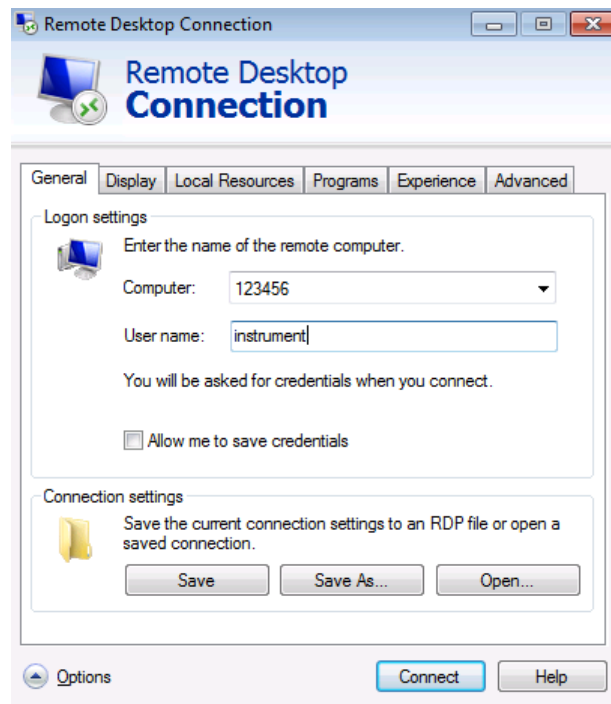 Remote Desktop Connection
Remote Desktop
Connection
General Display Local Resources Programs Experience Advanced
Logon settings
Enter the name of the remote computer.
Computer: 123456
User name: instrument
You will be asked for credentials when you connect.
Allow me to save credentials
Connection settings
Save the current connection settings to an RDP file or open a
saved connection.
Save Save As... Open...
Options Connect Help